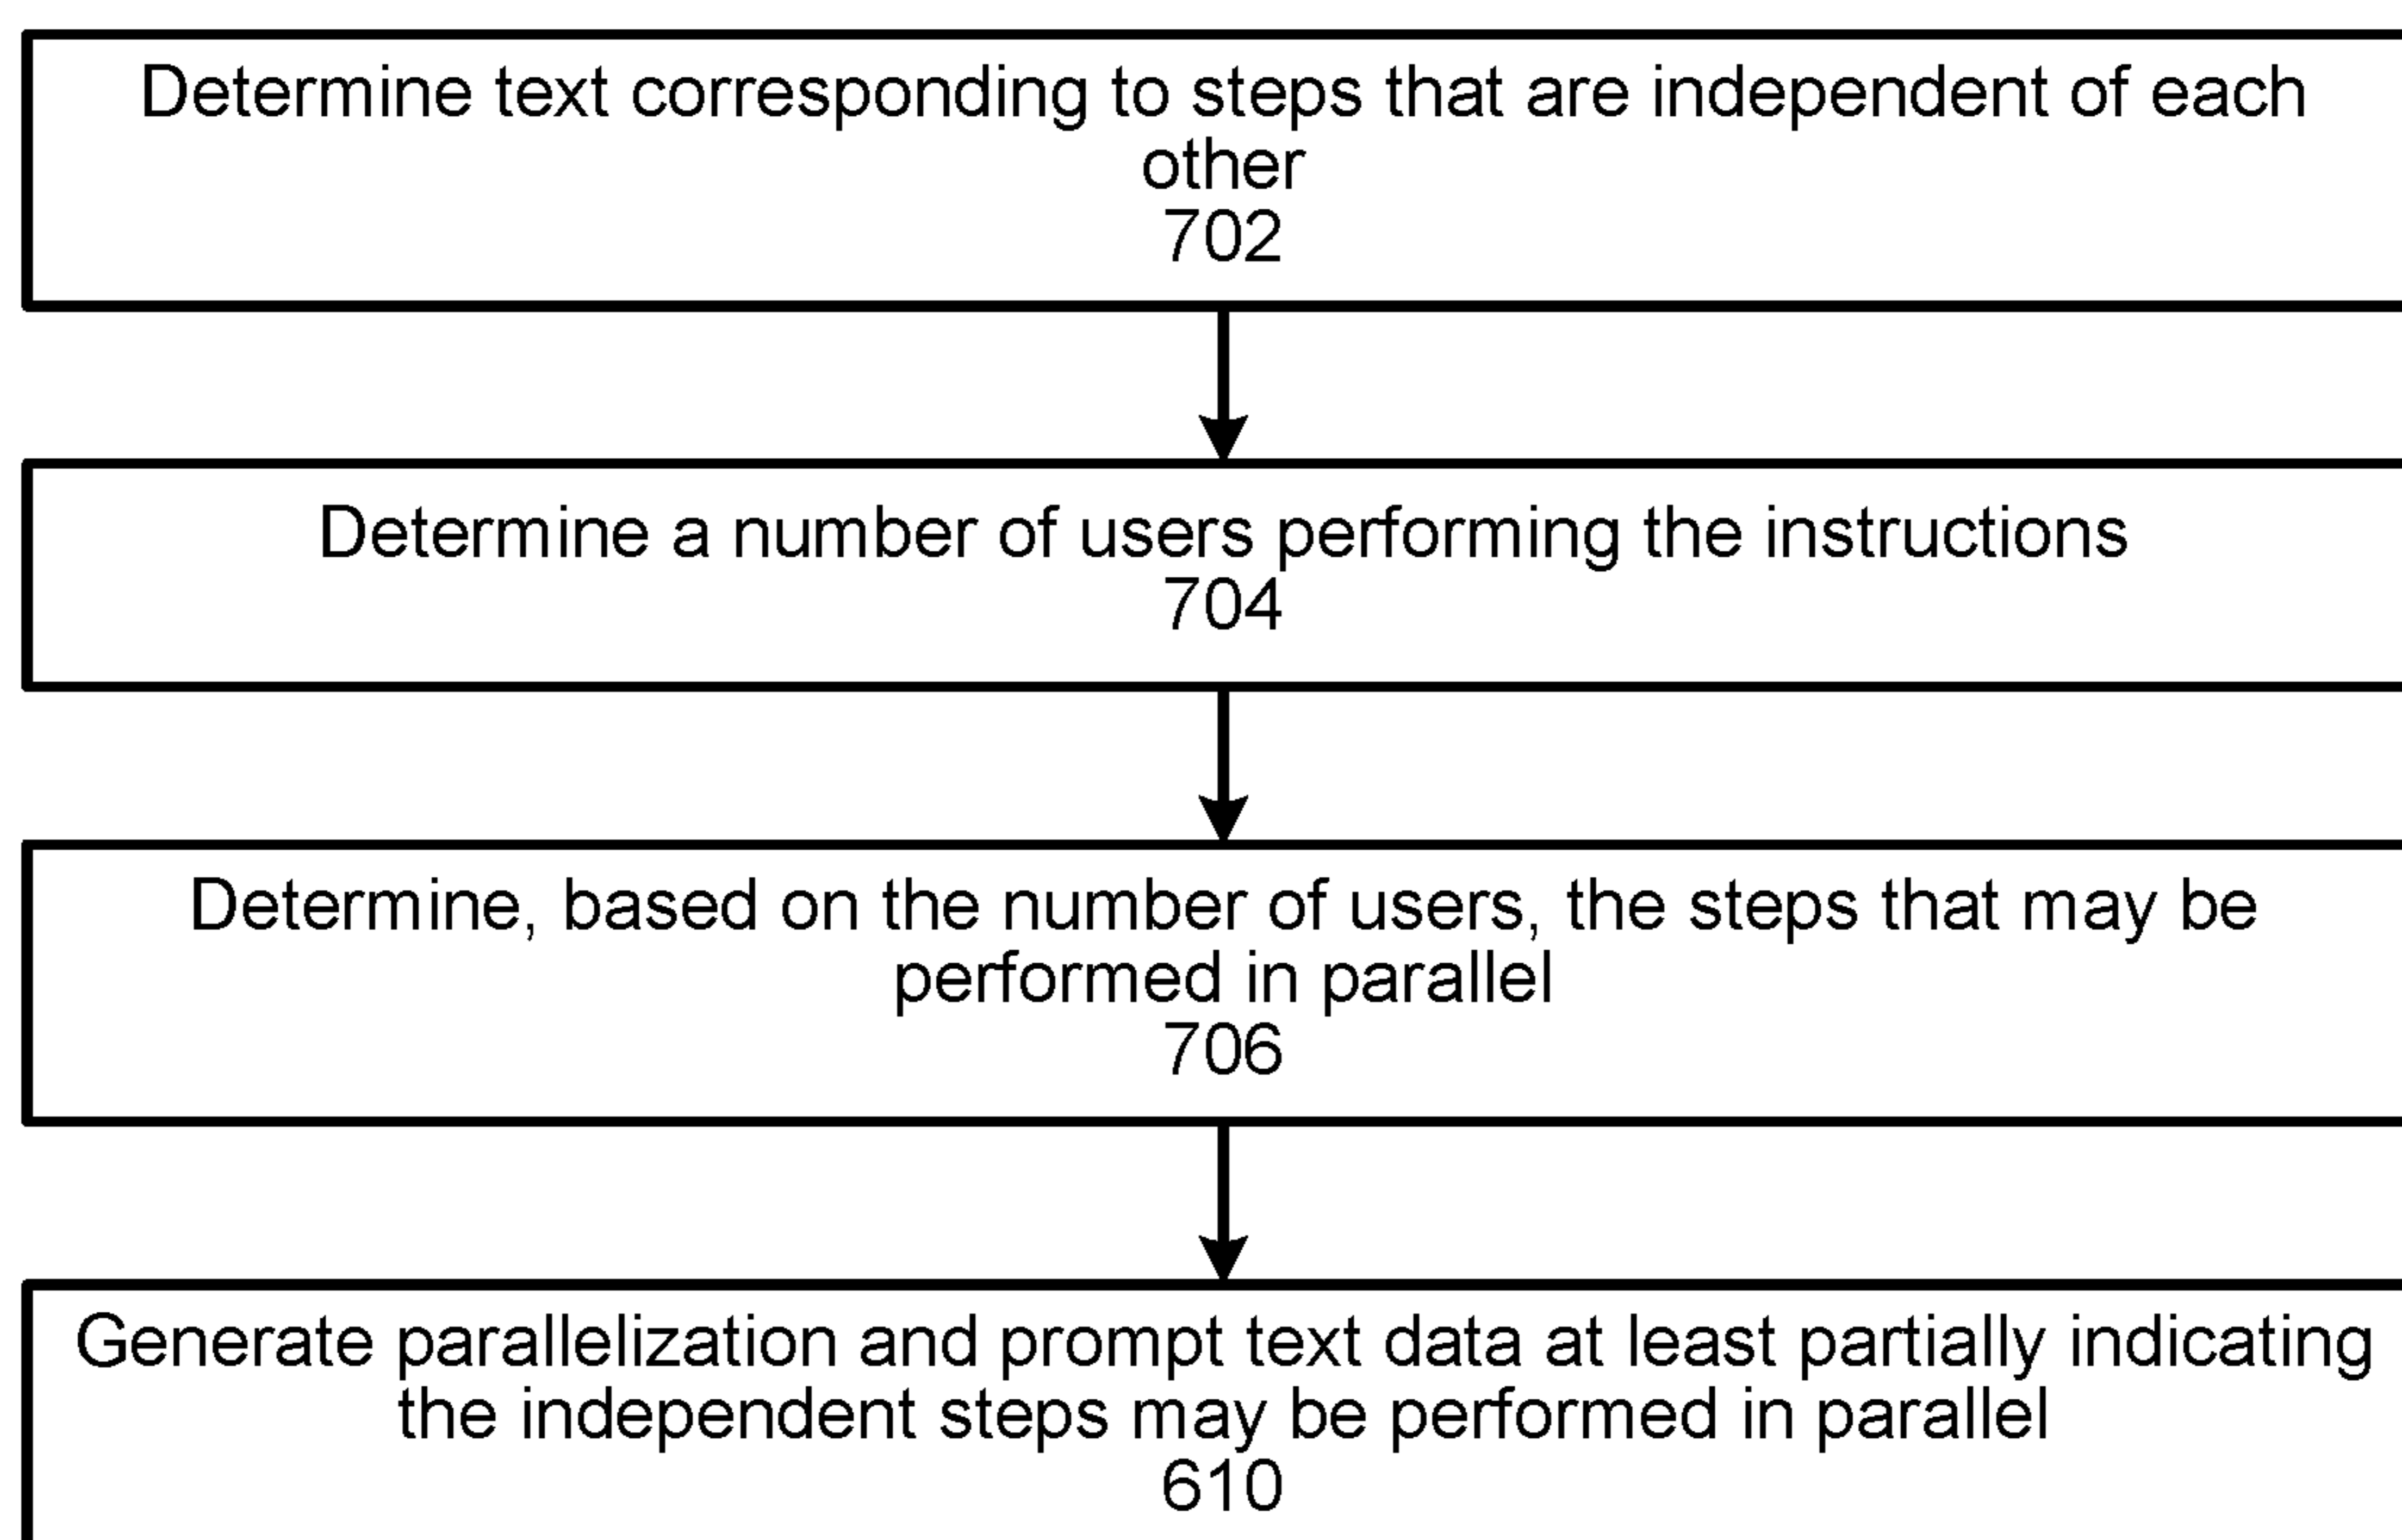 Determine text corresponding to steps that are independent of each
other
702
Determine a number of users performing the instructions
704
Determine, based on the number of users, the steps that may be
performed in parallel
706
Generate parallelization and prompt text data at least partially indicating
the independent steps may be performed in parallel
610